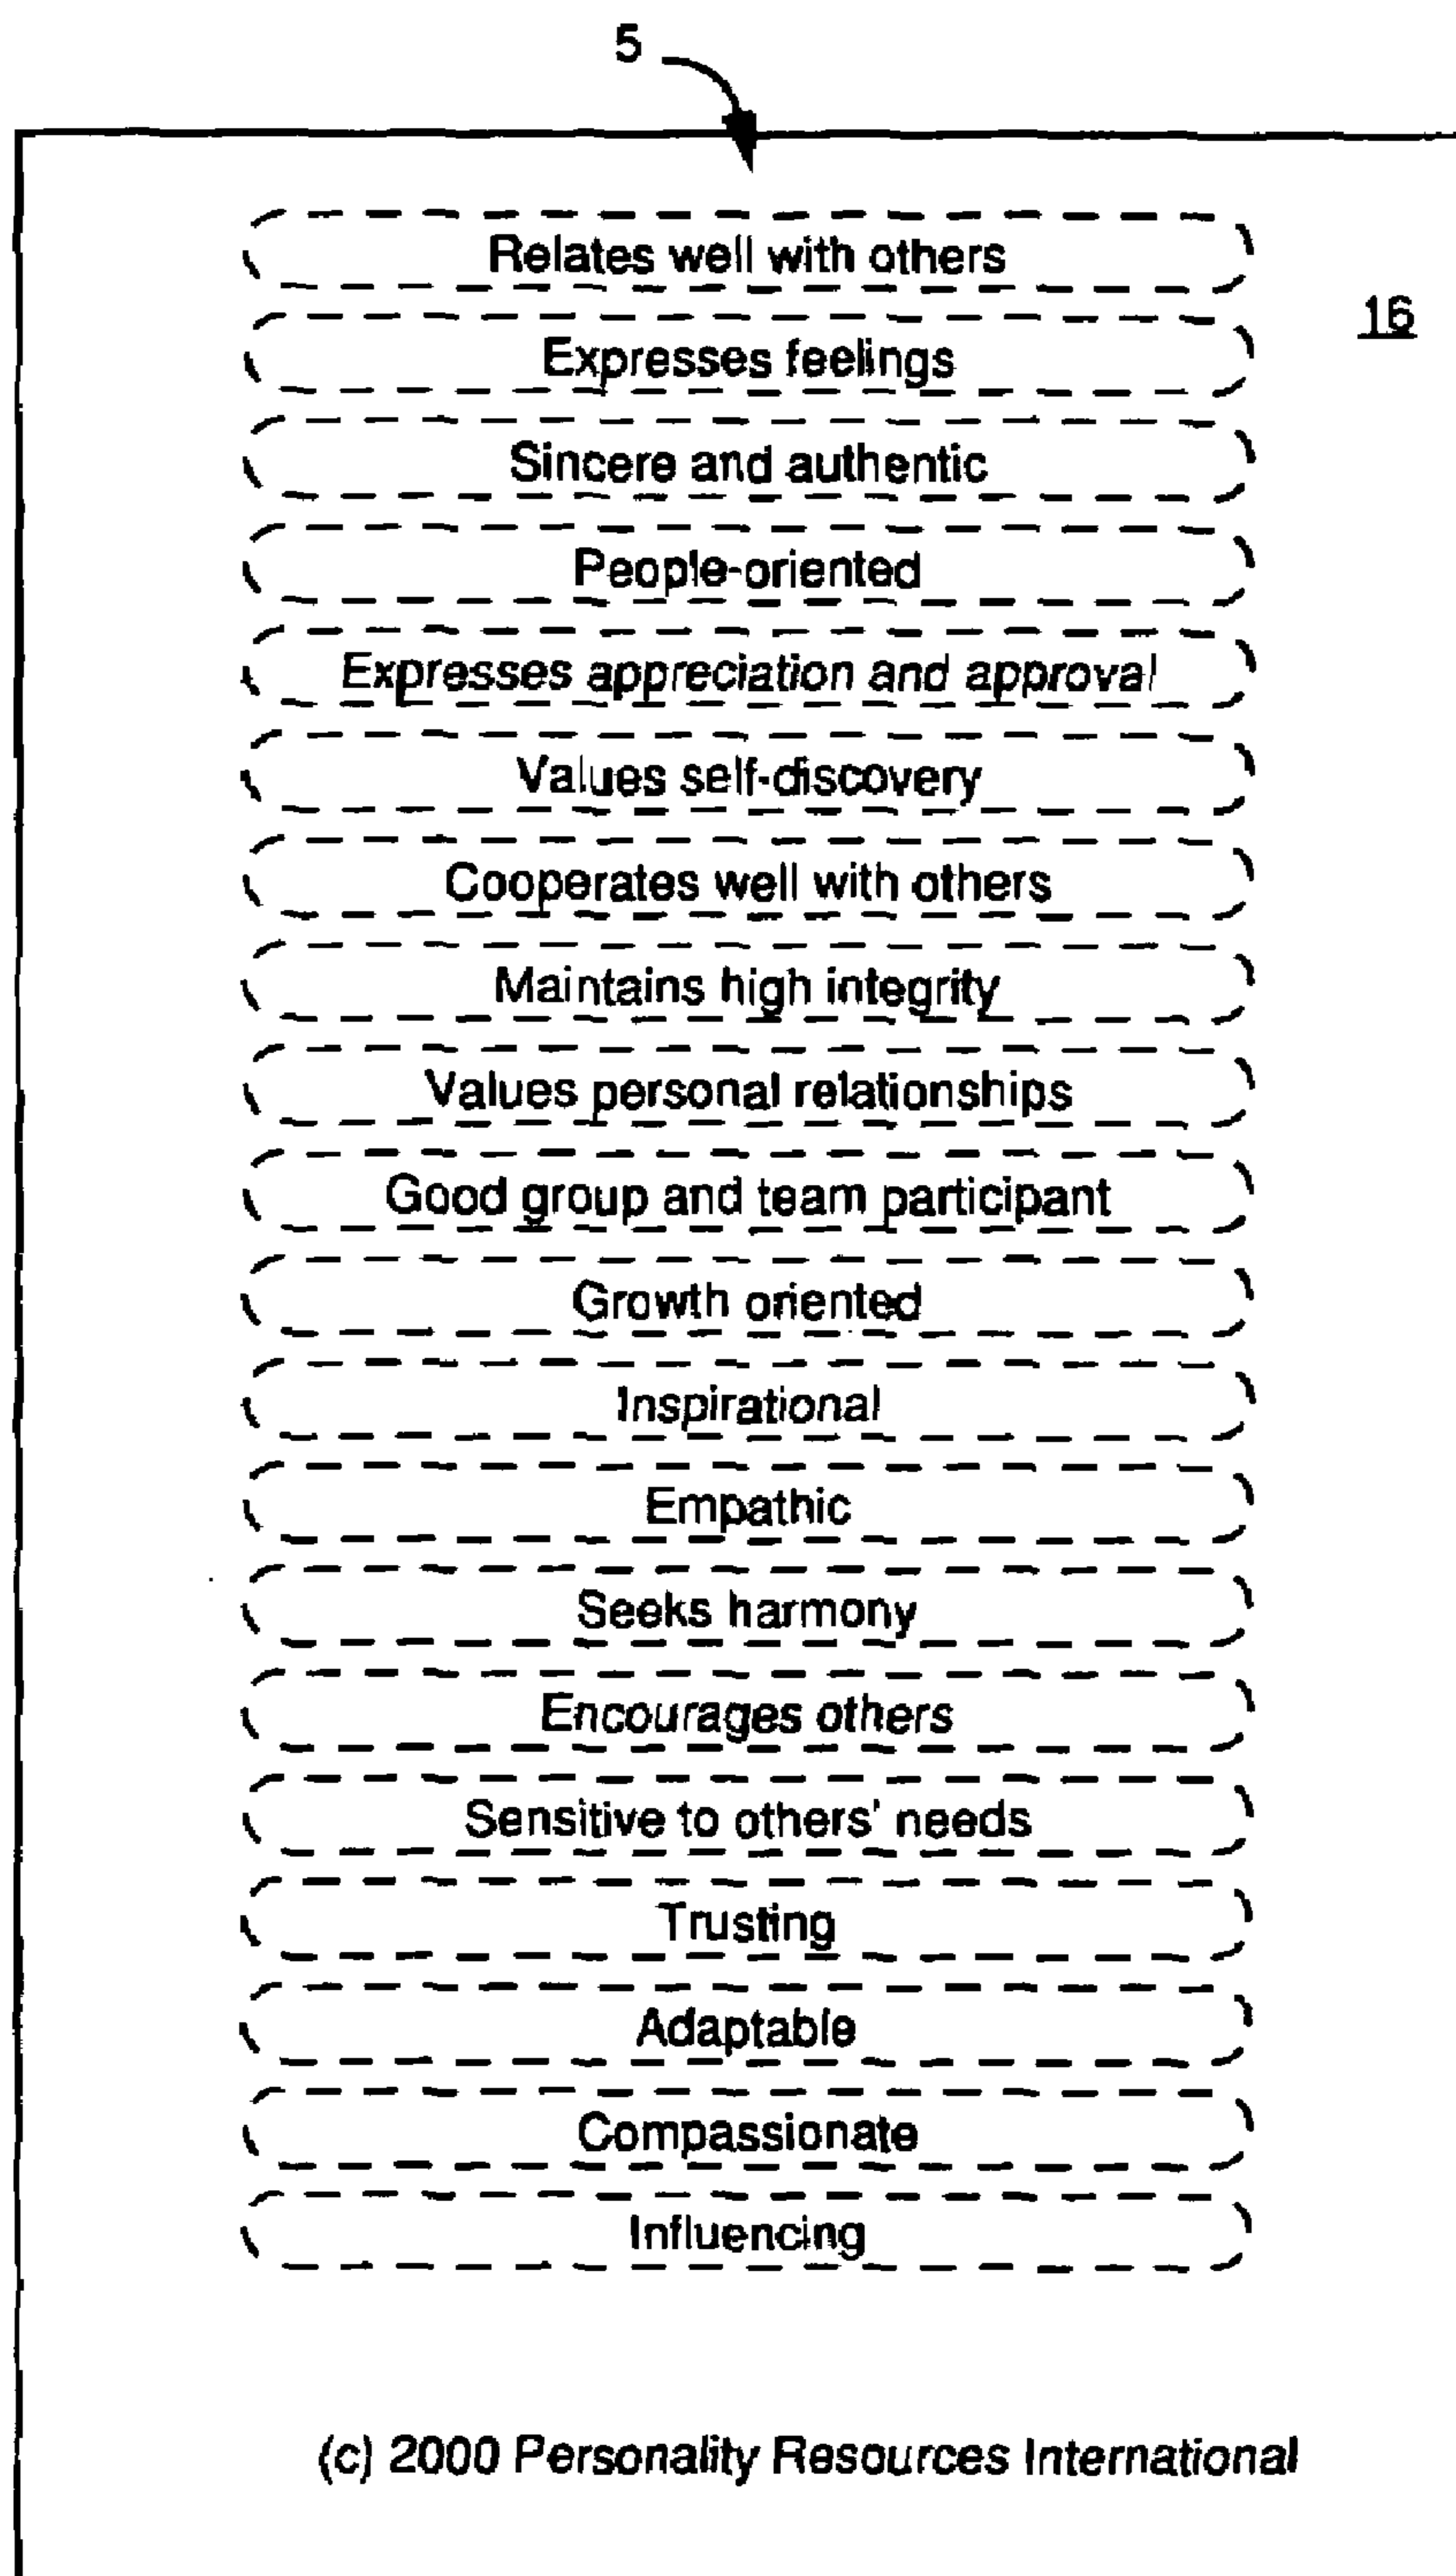 5
Relates well with others
16
Expresses feelings
Sincere and authentic
People-oriented
Expresses appreciation and approval
Values self-discovery
Cooperates well with others
Maintains high integrity
Values personal relationships
Good group and team participant
Growth oriented
Inspirational
Empathic
Seeks harmony
Encourages others
Sensitive to others' needs
Trusting
Adaptable
Compassionate
Influencing
(c) 2000 Personality Resources International